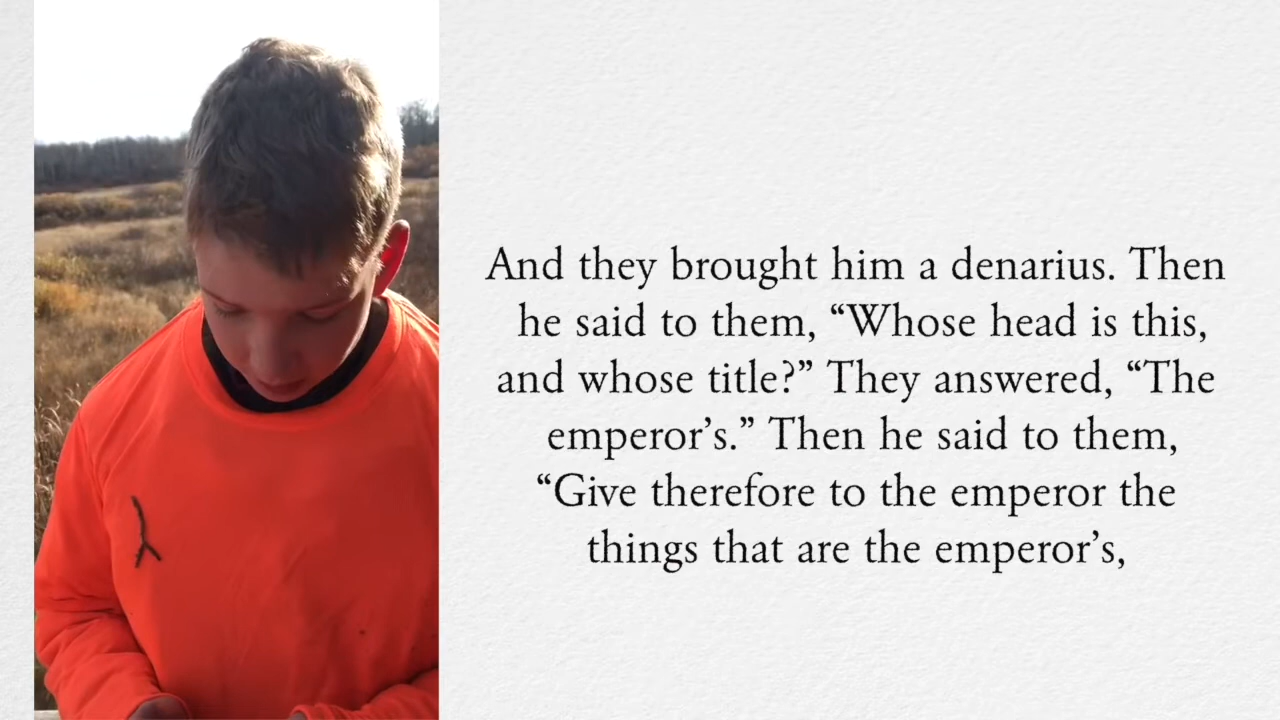 And they brought him a denarius. Then
he said to them, “Whose head is this,
and whose title?” They answered, “The
emperor’s.” Then he said to them,
“Give therefore to the emperor the
things that are the emperor’s,